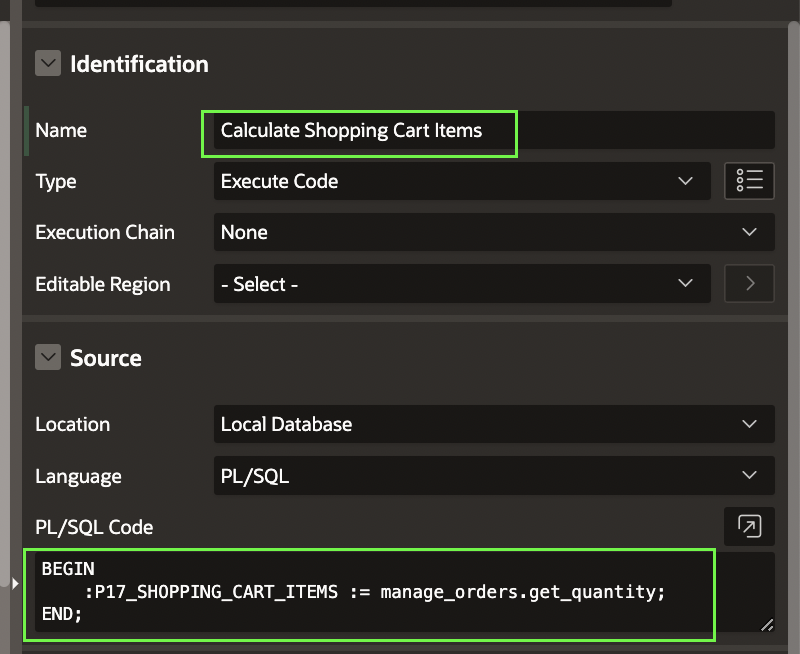 Identification
Name Calculate Shopping Cart Items
Type Execute Code
Execution Chain None
Editable Region - Select -
Source
Location Local Database
Language PL/SQL
PL/SQL Code
BEGIN
    :P17_SHOPPING_CART_ITEMS := manage_orders.get_quantity;
END;